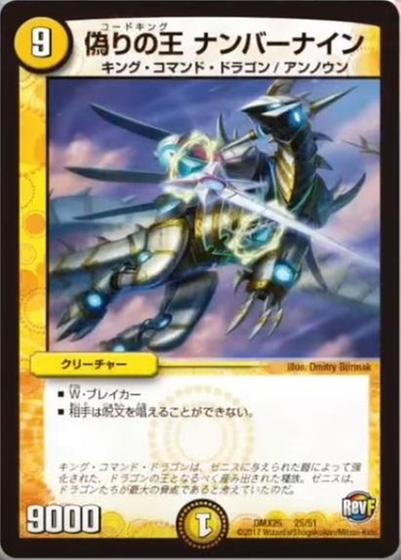 9
コードキング
偽りの王 ナンバーナイン
キング・コマンド・ドラゴン / アンノウン
クリーチャー
illus. Dmitry Burmak
■ W・ブレイカー
■ 相手は呪文を唱えることができない。
キング・コマンド・ドラゴンは、ゼニスに与えられた鎧によって強
化された、ドラゴンの王となるべく産み出された種族。ゼニスは、
ドラゴンたちが最大の脅威であると考えていたのだ。
RevF
9000
1
DMX25 25/51
©2017 Wizards/Shogakukan/Mitsui-Kids